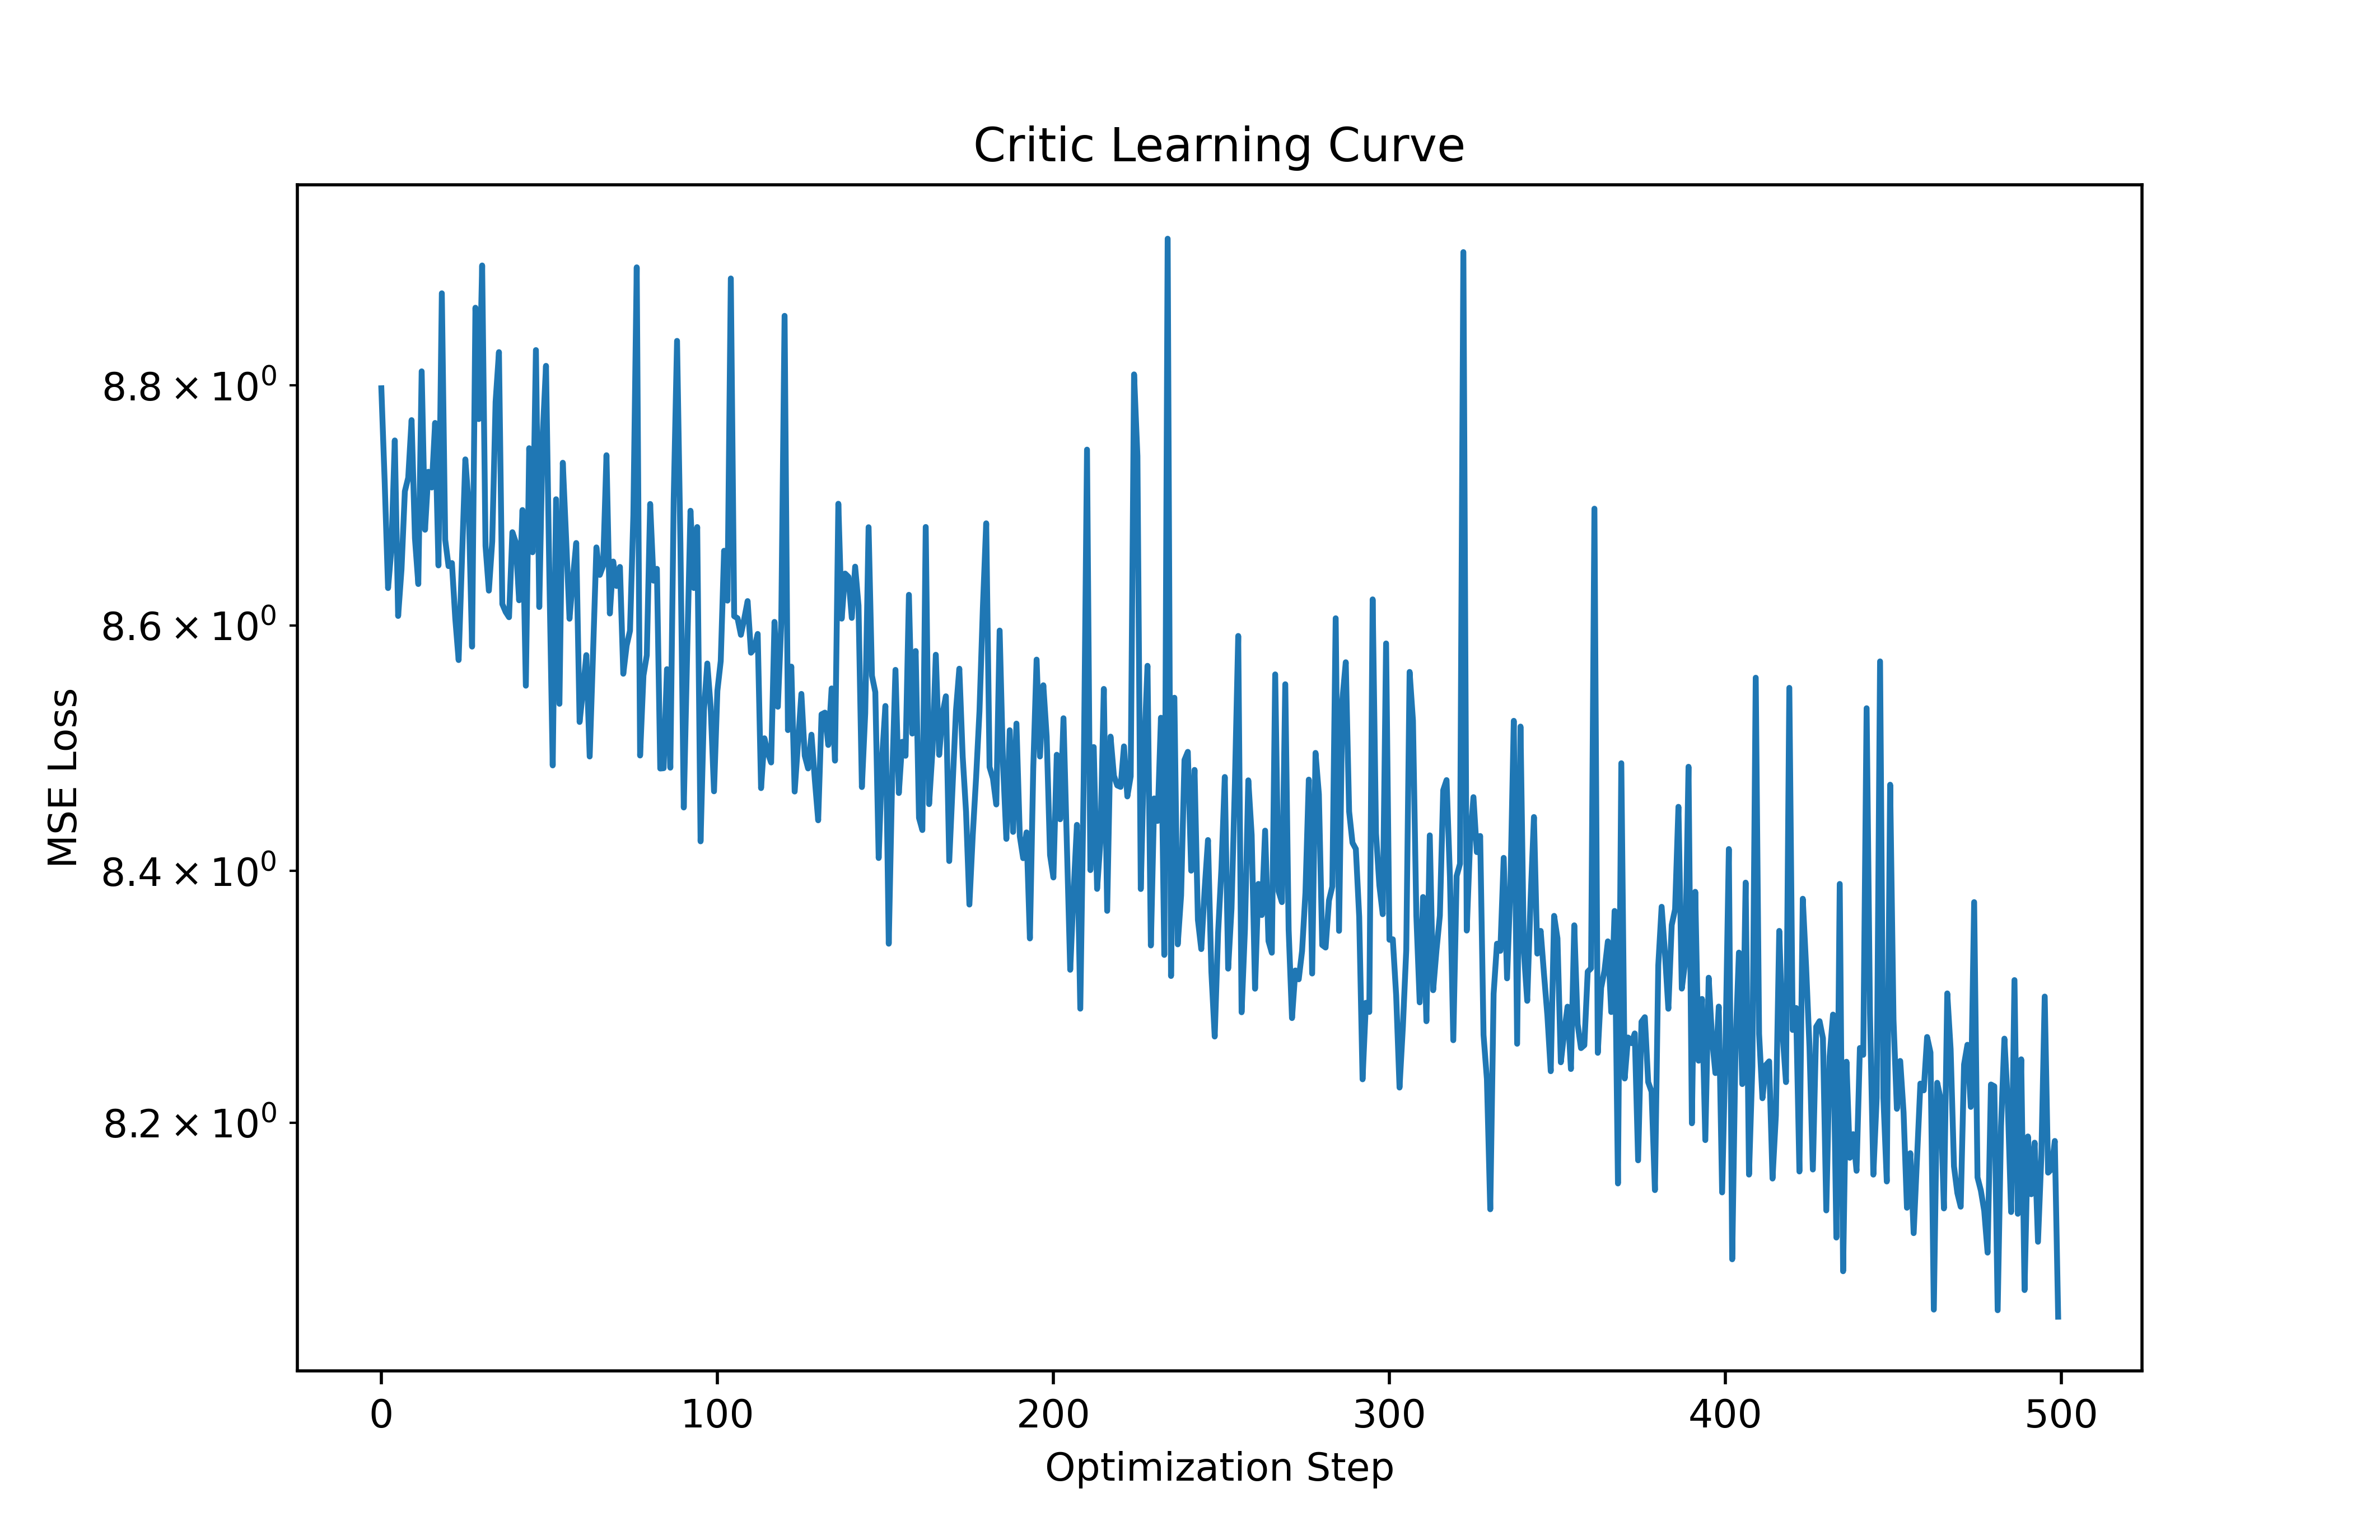 Critic Learning Curve
MSE Loss
8.8 × 10⁰
8.6 × 10⁰
8.4 × 10⁰
8.2 × 10⁰
0 100 200 300 400 500
Optimization Step